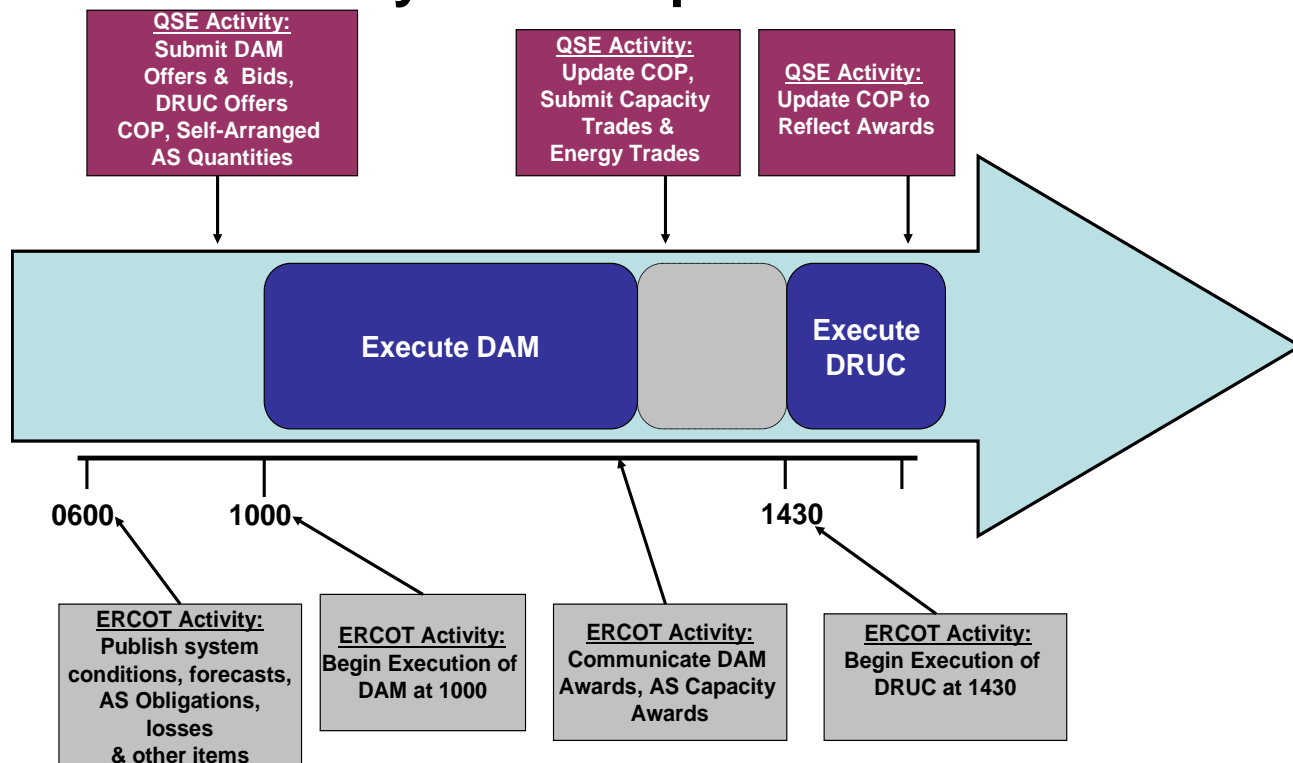 QSE Activity:
Submit DAM
Offers & Bids,
DRUC Offers
COP, Self-Arranged
AS Quantities
QSE Activity:
Update COP,
Submit Capacity
Trades &
Energy Trades
QSE Activity:
Update COP to
Reflect Awards
Execute DAM
Execute
DRUC
0600
1000
1430
ERCOT Activity:
Publish system
conditions, forecasts,
AS Obligations,
losses
& other items
ERCOT Activity:
Begin Execution of
DAM at 1000
ERCOT Activity:
Communicate DAM
Awards, AS Capacity
Awards
ERCOT Activity:
Begin Execution of
DRUC at 1430